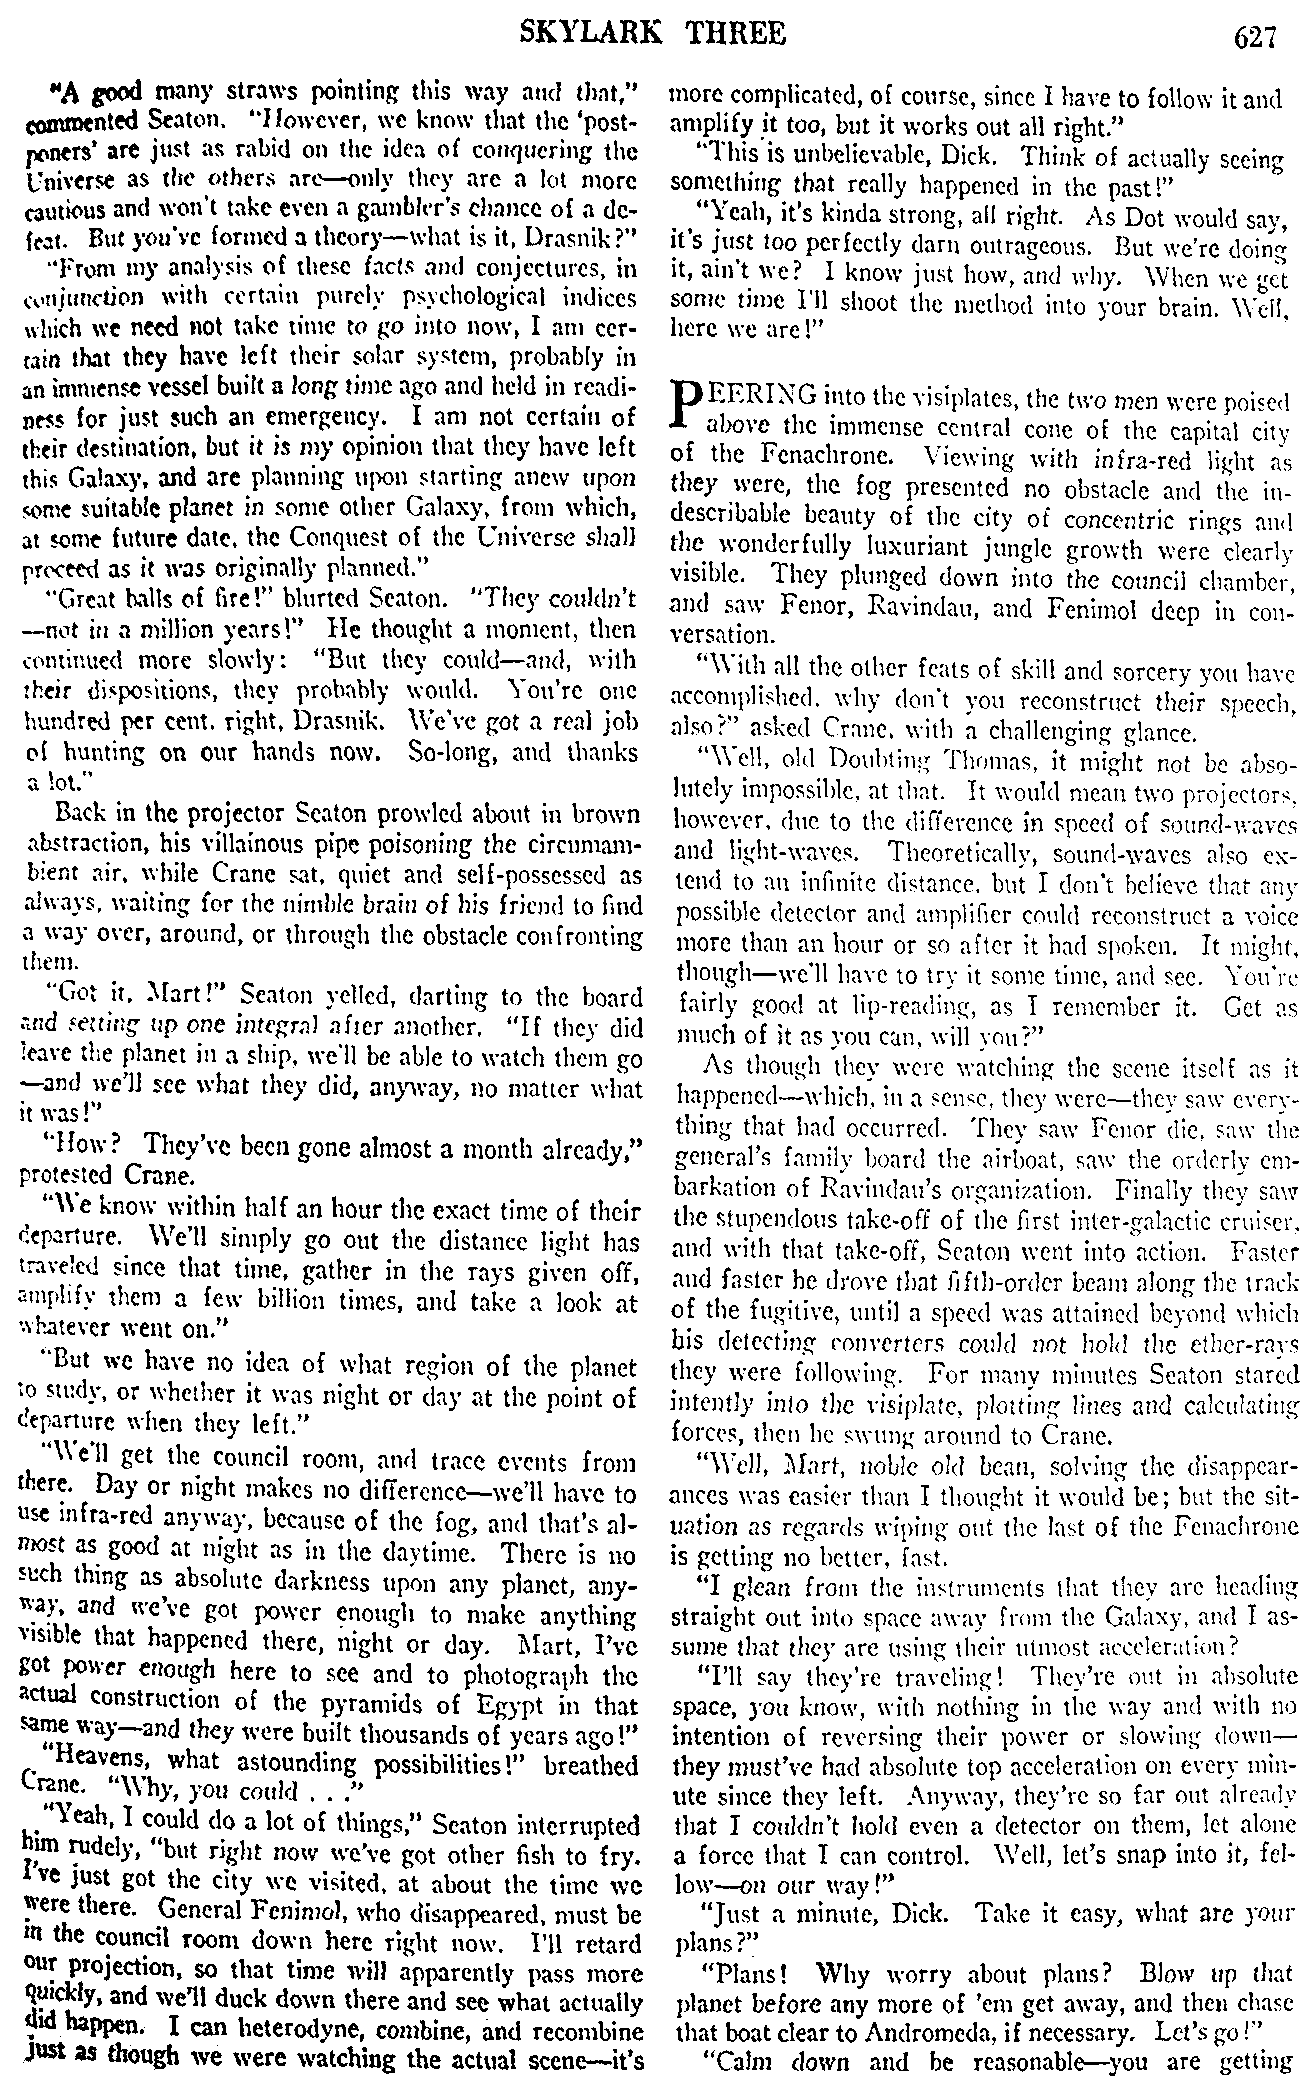 SKYLARK THREE
627
"A good many straws pointing this way and that,"
commented Seaton. "However, we know that the 'post-
poners' are just as rabid on the idea of conquering the
Universe as the others are—only they are a lot more
cautious and won't take even a gambler's chance of a de-
feat. But you've formed a theory—what is it, Drasnik?"
"From my analysis of these facts and conjectures, in
conjunction with certain purely psychological indices
which we need not take time to go into now, I am cer-
tain that they have left their solar system, probably in
an immense vessel built a long time ago and held in readi-
ness for just such an emergency. I am not certain of
their destination, but it is my opinion that they have left
this Galaxy, and are planning upon starting anew upon
some suitable planet in some other Galaxy, from which,
at some future date, the Conquest of the Universe shall
proceed as it was originally planned."
"Great balls of fire!" blurted Seaton. "They couldn't
—not in a million years!" He thought a moment, then
continued more slowly: "But they could—and, with
their dispositions, they probably would. You're one
hundred per cent. right, Drasnik. We've got a real job
of hunting on our hands now. So-long, and thanks
a lot."
Back in the projector Seaton prowled about in brown
abstraction, his villainous pipe poisoning the circumam-
bient air, while Crane sat, quiet and self-possessed as
always, waiting for the nimble brain of his friend to find
a way over, around, or through the obstacle confronting
them.
"Got it, Mart!" Seaton yelled, darting to the board
and setting up one integral after another. "If they did
leave the planet in a ship, we'll be able to watch them go
—and we'll see what they did, anyway, no matter what
it was!"
"How? They've been gone almost a month already,"
protested Crane.
"We know within half an hour the exact time of their
departure. We'll simply go out the distance light has
traveled since that time, gather in the rays given off,
amplify them a few billion times, and take a look at
whatever went on."
"But we have no idea of what region of the planet
to study, or whether it was night or day at the point of
departure when they left."
"We'll get the council room, and trace events from
there. Day or night makes no difference—we'll have to
use infra-red anyway, because of the fog, and that's al-
most as good at night as in the daytime. There is no
such thing as absolute darkness upon any planet, any-
way, and we've got power enough to make anything
visible that happened there, night or day. Mart, I've
got power enough here to see and to photograph the
actual construction of the pyramids of Egypt in that
same way—and they were built thousands of years ago!"
"Heavens, what astounding possibilities!" breathed
Crane. "Why, you could . . ."
"Yeah, I could do a lot of things," Seaton interrupted
him rudely, "but right now we've got other fish to fry.
I've just got the city we visited, at about the time we
were there. General Fenimol, who disappeared, must be
in the council room down here right now. I'll retard
our projection, so that time will apparently pass more
quickly, and we'll duck down there and see what actually
did happen. I can heterodyne, combine, and recombine
just as though we were watching the actual scene—it's
more complicated, of course, since I have to follow it and
amplify it too, but it works out all right."
"This is unbelievable, Dick. Think of actually seeing
something that really happened in the past!"
"Yeah, it's kinda strong, all right. As Dot would say,
it's just too perfectly darn outrageous. But we're doing
it, ain't we? I know just how, and why. When we get
some time I'll shoot the method into your brain. Well,
here we are!"
PEERING into the visiplates, the two men were poised
above the immense central cone of the capital city
of the Fenachrone. Viewing with infra-red light as
they were, the fog presented no obstacle and the in-
describable beauty of the city of concentric rings and
the wonderfully luxuriant jungle growth were clearly
visible. They plunged down into the council chamber,
and saw Fenor, Ravindau, and Fenimol deep in con-
versation.
"With all the other feats of skill and sorcery you have
accomplished, why don't you reconstruct their speech,
also?" asked Crane, with a challenging glance.
"Well, old Doubting Thomas, it might not be abso-
lutely impossible, at that. It would mean two projectors,
however, due to the difference in speed of sound-waves
and light-waves. Theoretically, sound-waves also ex-
tend to an infinite distance, but I don't believe that any
possible detector and amplifier could reconstruct a voice
more than an hour or so after it had spoken. It might,
though—we'll have to try it some time, and see. You're
fairly good at lip-reading, as I remember it. Get as
much of it as you can, will you?"
As though they were watching the scene itself as it
happened—which, in a sense, they were—they saw every-
thing that had occurred. They saw Fenor die, saw the
general's family board the airboat, saw the orderly em-
barkation of Ravindau's organization. Finally they saw
the stupendous take-off of the first inter-galactic cruiser,
and with that take-off, Seaton went into action. Faster
and faster he drove that fifth-order beam along the track
of the fugitive, until a speed was attained beyond which
his detecting converters could not hold the ether-rays
they were following. For many minutes Seaton stared
intently into the visiplate, plotting lines and calculating
forces, then he swung around to Crane.
"Well, Mart, noble old bean, solving the disappear-
ances was easier than I thought it would be; but the sit-
uation as regards wiping out the last of the Fenachrone
is getting no better, fast.
"I glean from the instruments that they are heading
straight out into space away from the Galaxy, and I as-
sume that they are using their utmost acceleration?
"I'll say they're traveling! They're out in absolute
space, you know, with nothing in the way and with no
intention of reversing their power or slowing down—
they must've had absolute top acceleration on every min-
ute since they left. Anyway, they're so far out already
that I couldn't hold even a detector on them, let alone
a force that I can control. Well, let's snap into it, fel-
low—on our way!"
"Just a minute, Dick. Take it easy, what are your
plans?"
"Plans! Why worry about plans? Blow up that
planet before any more of 'em get away, and then chase
that boat clear to Andromeda, if necessary. Let's go!"
"Calm down and be reasonable—you are getting